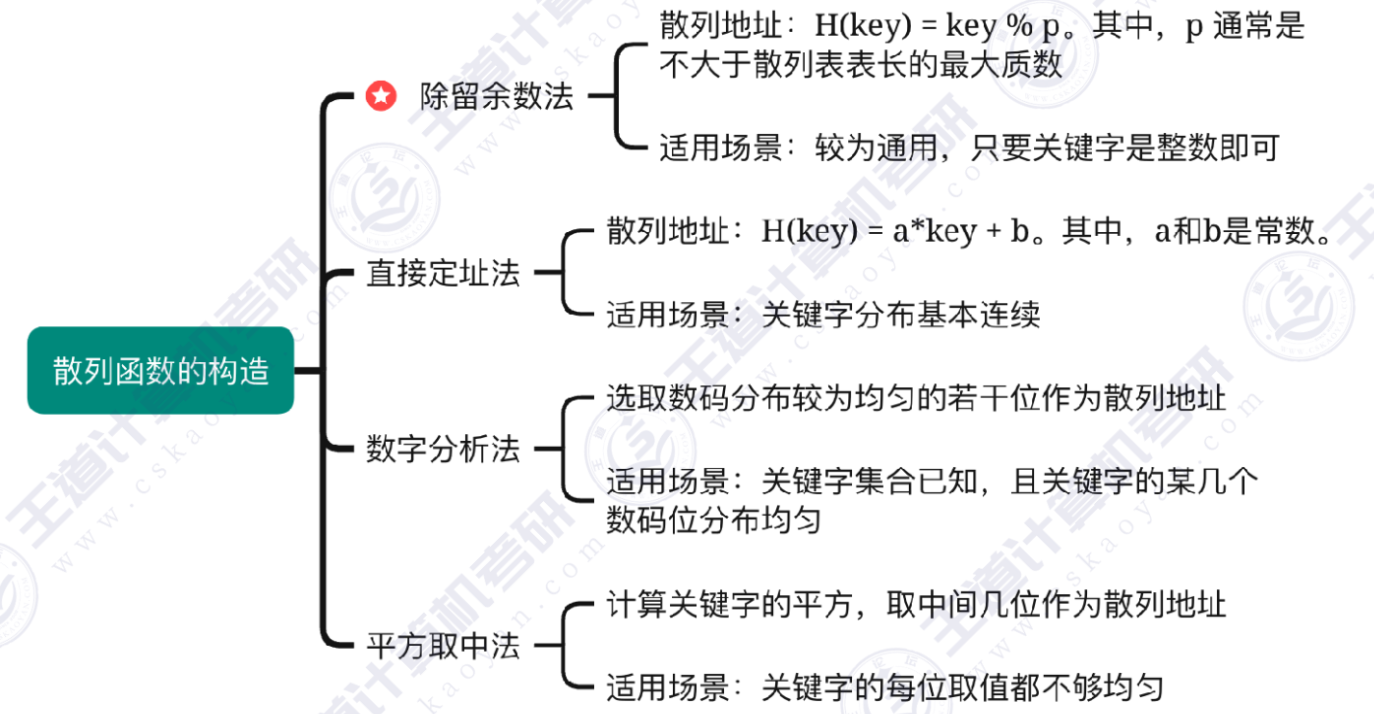 散列函数的构造
除留余数法
散列地址：H(key) = key % p。其中，p 通常是
不大于散列表表长的最大质数
适用场景：较为通用，只要关键字是整数即可
直接定址法
散列地址：H(key) = a*key + b。其中，a和b是常数。
适用场景：关键字分布基本连续
数字分析法
选取数码分布较为均匀的若干位作为散列地址
适用场景：关键字集合已知，且关键字的某几个
数码位分布均匀
平方取中法
计算关键字的平方，取中间几位作为散列地址
适用场景：关键字的每位取值都不够均匀
王道计算机考研
www.cskaoyan.com